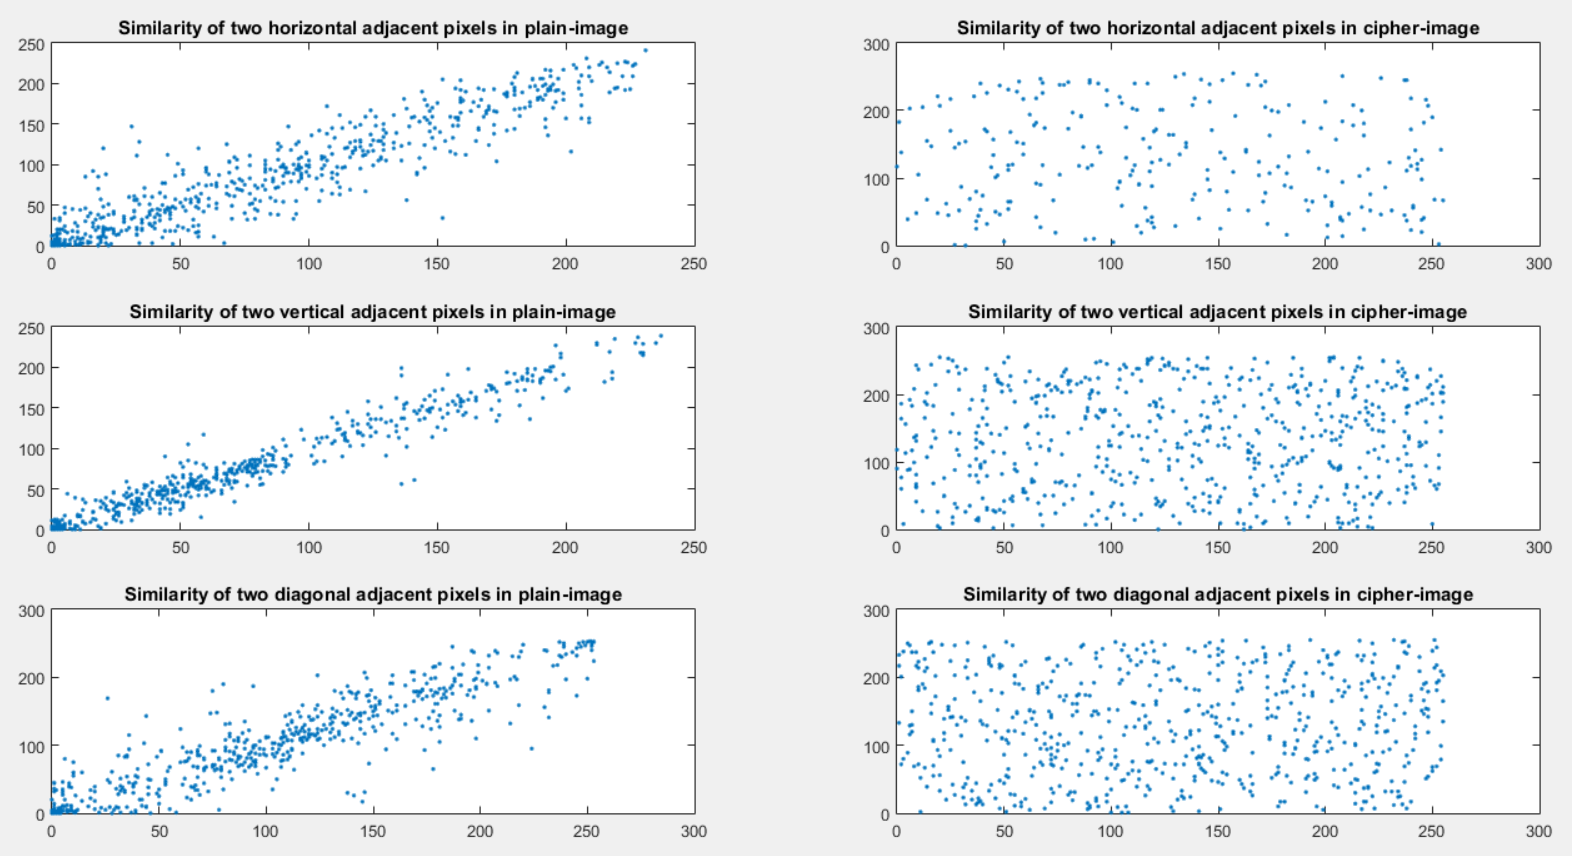 Similarity of two horizontal adjacent pixels in plain-image
250
200
150
100
50
0
0 50 100 150 200 250
Similarity of two horizontal adjacent pixels in cipher-image
300
200
100
0
0 50 100 150 200 250 300
Similarity of two vertical adjacent pixels in plain-image
250
200
150
100
50
0
0 50 100 150 200 250
Similarity of two vertical adjacent pixels in cipher-image
300
200
100
0
0 50 100 150 200 250 300
Similarity of two diagonal adjacent pixels in plain-image
300
200
100
0
0 50 100 150 200 250 300
Similarity of two diagonal adjacent pixels in cipher-image
300
200
100
0
0 50 100 150 200 250 300